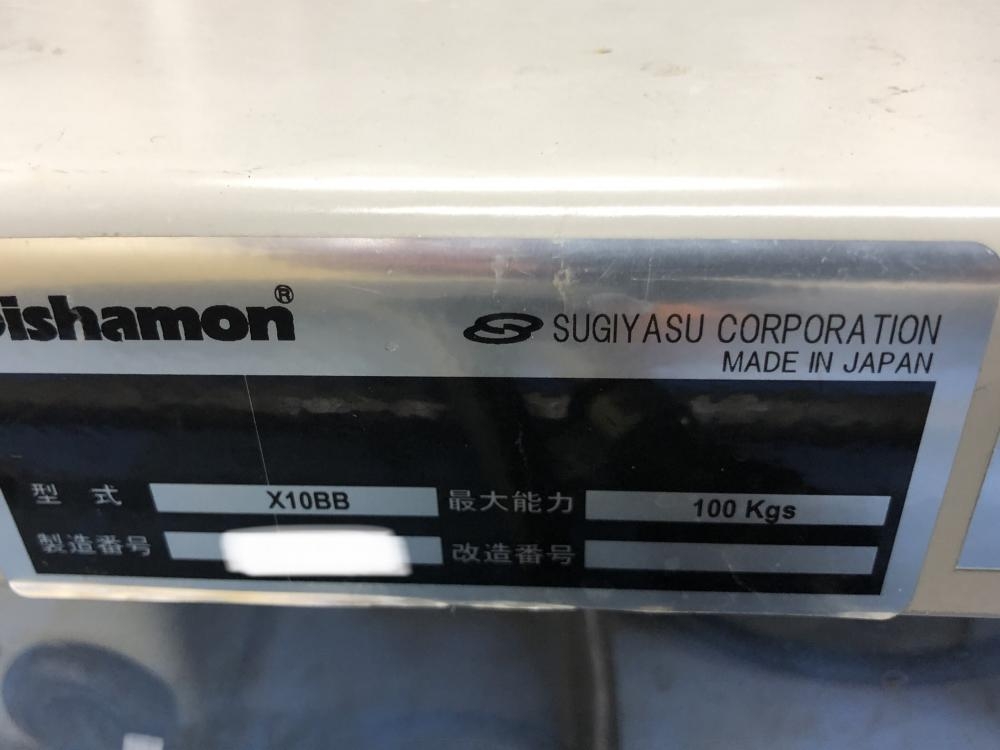 Bishamon®
SUGIYASU CORPORATION
MADE IN JAPAN
型式 X10BB 最大能力 100 Kgs
製造番号 改造番号